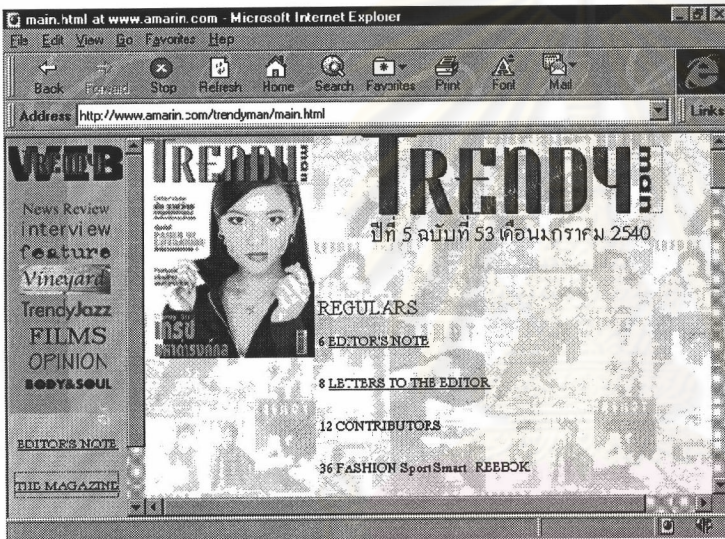 main.html at www.amarin.com - Microsoft Internet Explorer
File Edit View Go Favorites Help
Back Forward Stop Refresh Home Search Favorites Print Font Mail
Address http://www.amarin.com/trendyman/main.html Links
WEB
TRENDY man
TRENDY man
ปีที่ 5 ฉบับที่ 53 เดือนมกราคม 2540
News Review
interview
feature
Vineyard
TrendyJazz
FILMS
OPINION
BODY&SOUL
EDITOR'S NOTE
THE MAGAZINE
REGULARS
6 EDITOR'S NOTE
8 LETTERS TO THE EDITOR
12 CONTRIBUTORS
36 FASHION Sport Smart REEBOK